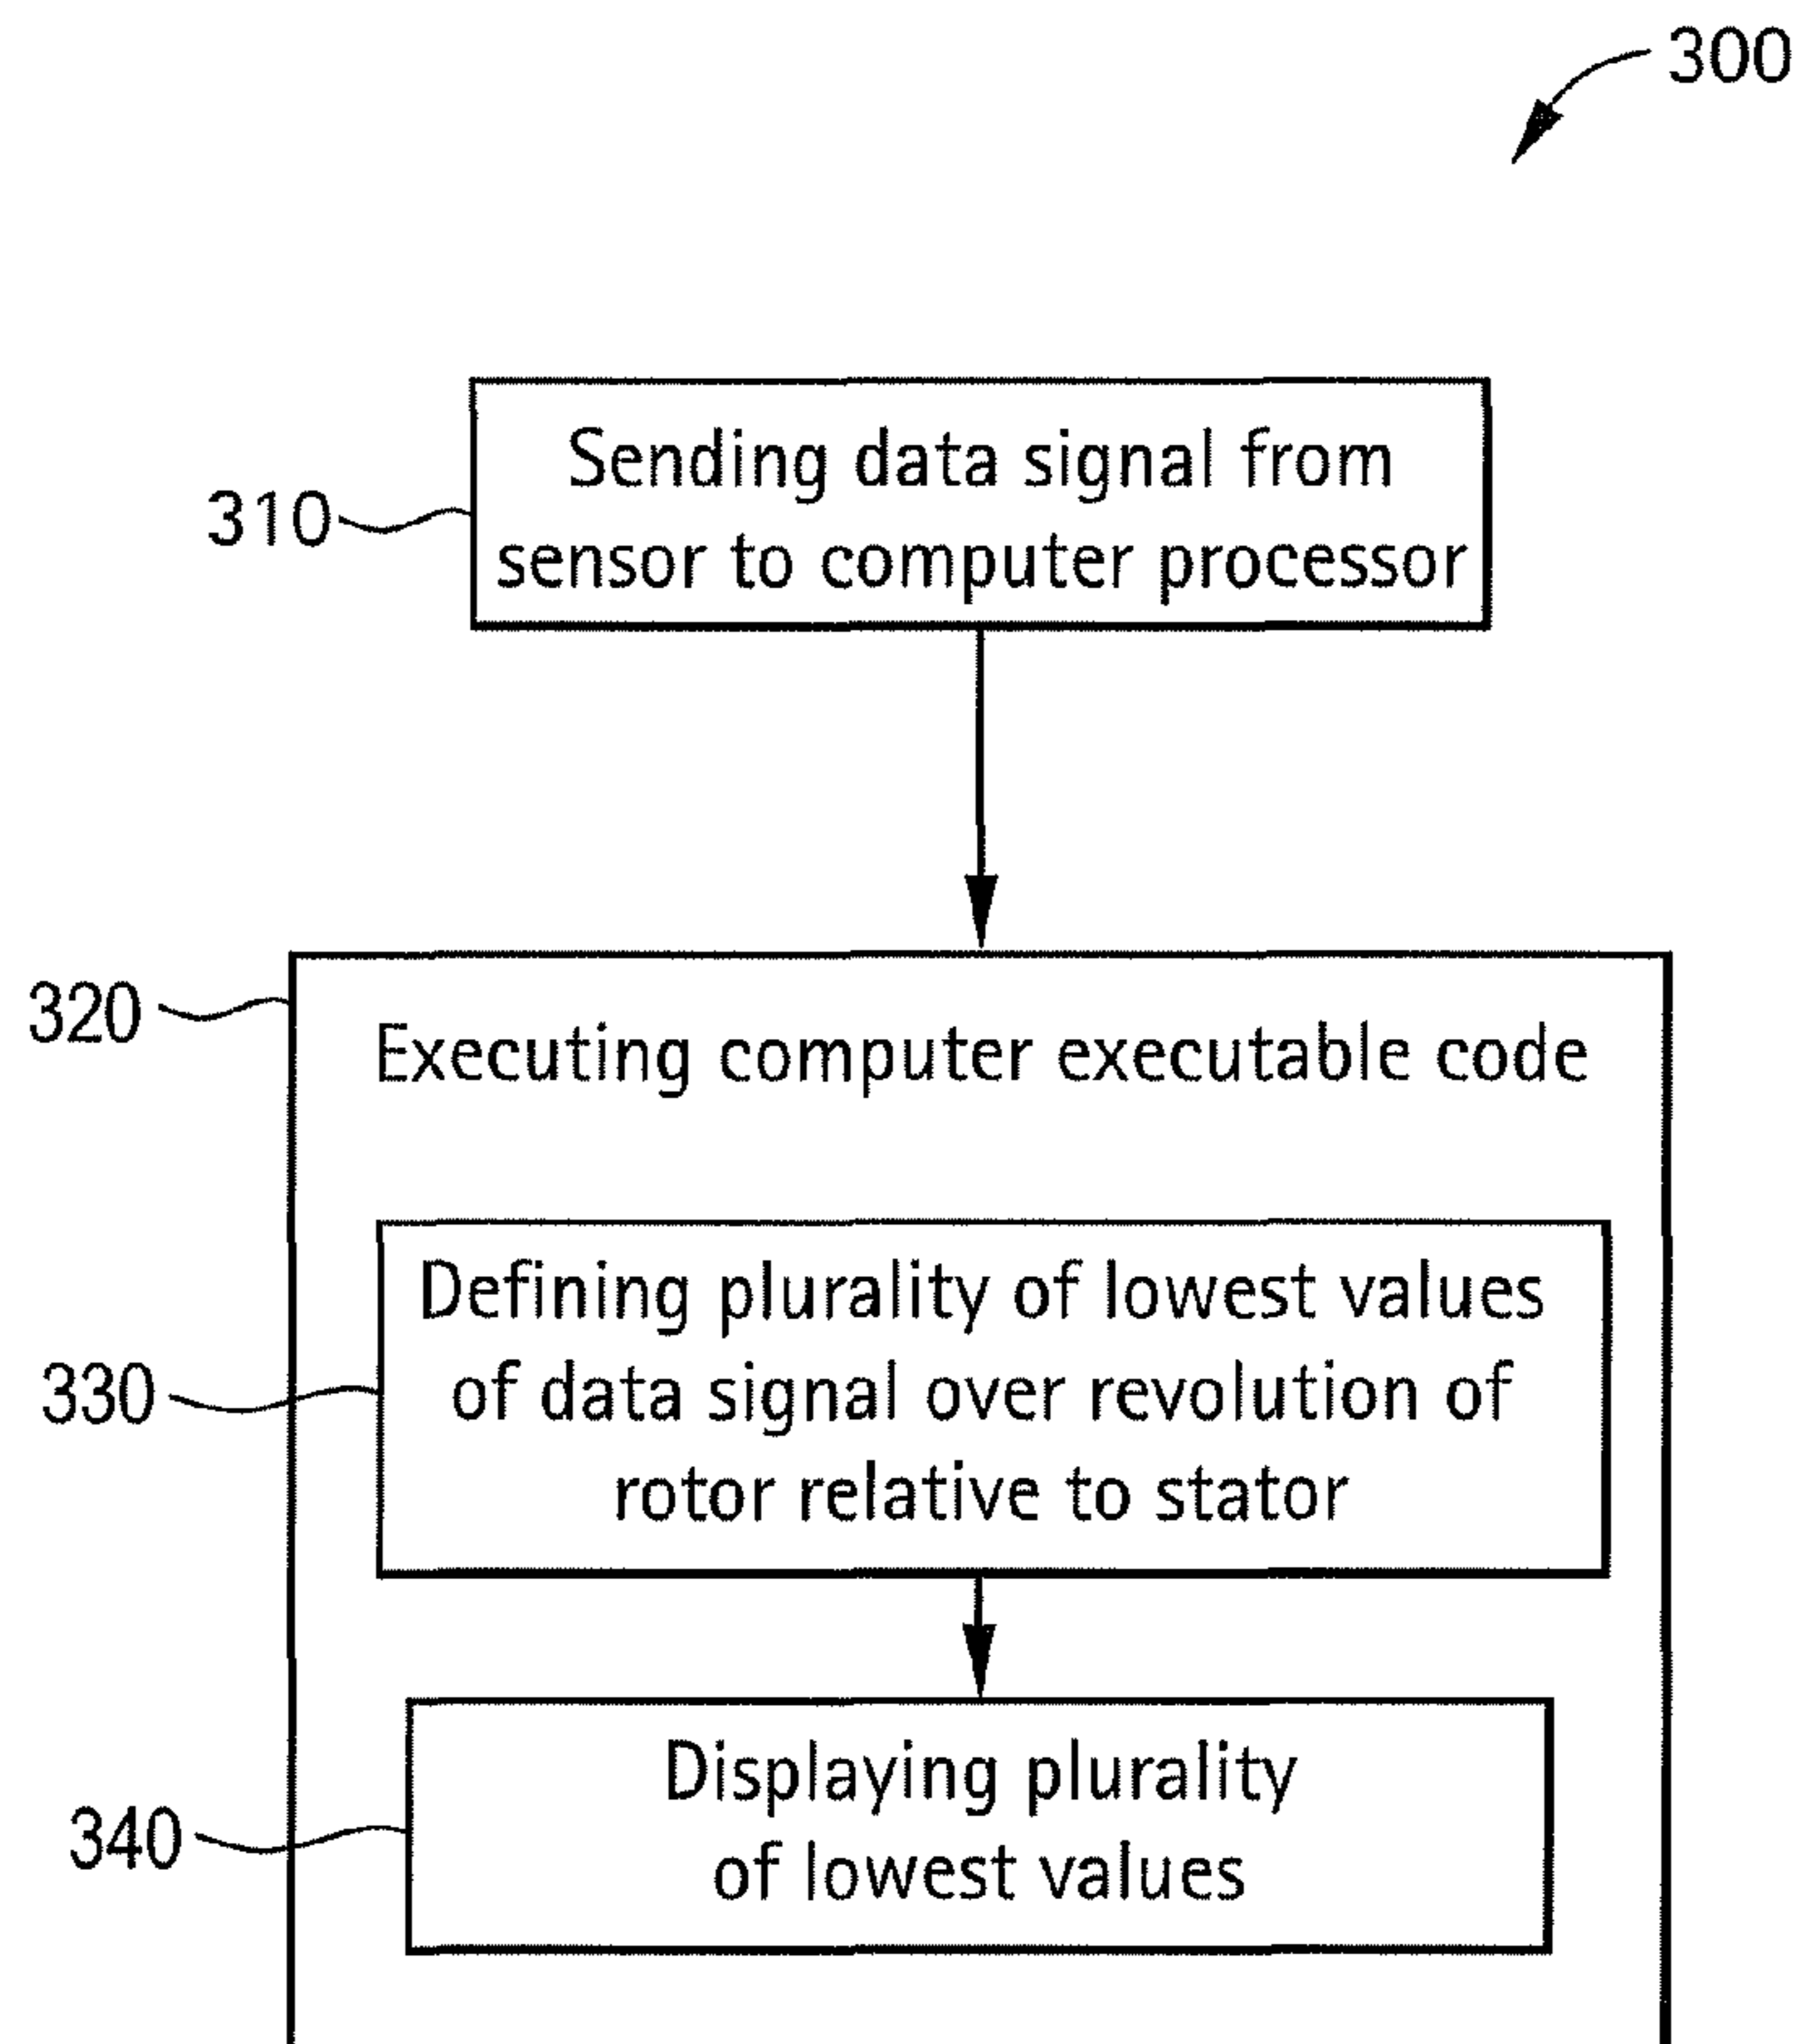 300
310
Sending data signal from
sensor to computer processor
320
Executing computer executable code
330
Defining plurality of lowest values
of data signal over revolution of
rotor relative to stator
340
Displaying plurality
of lowest values